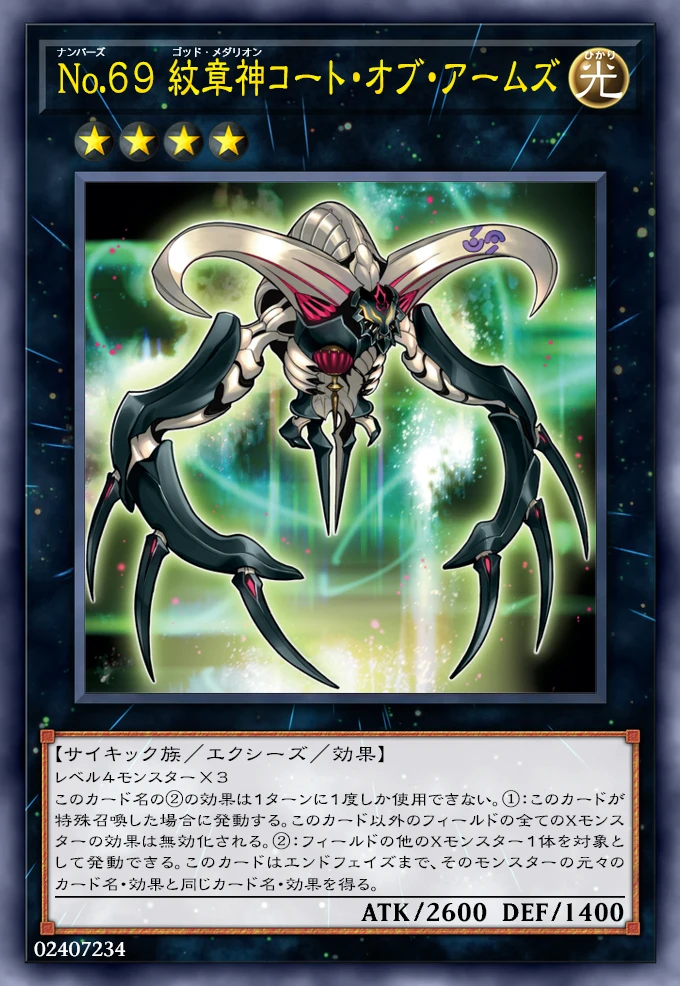 ナンバーズ ゴッド・メダリオン ひかり
No.69 紋章神コート・オブ・アームズ 光
【サイキック族/エクシーズ/効果】
レベル4モンスター×3
このカード名の②の効果は1ターンに1度しか使用できない。①:このカードが
特殊召喚した場合に発動する。このカード以外のフィールドの全てのXモンス
ターの効果は無効化される。②:フィールドの他のXモンスター1体を対象と
して発動できる。このカードはエンドフェイズまで、そのモンスターの元々の
カード名・効果と同じカード名・効果を得る。
ATK/2600 DEF/1400
02407234